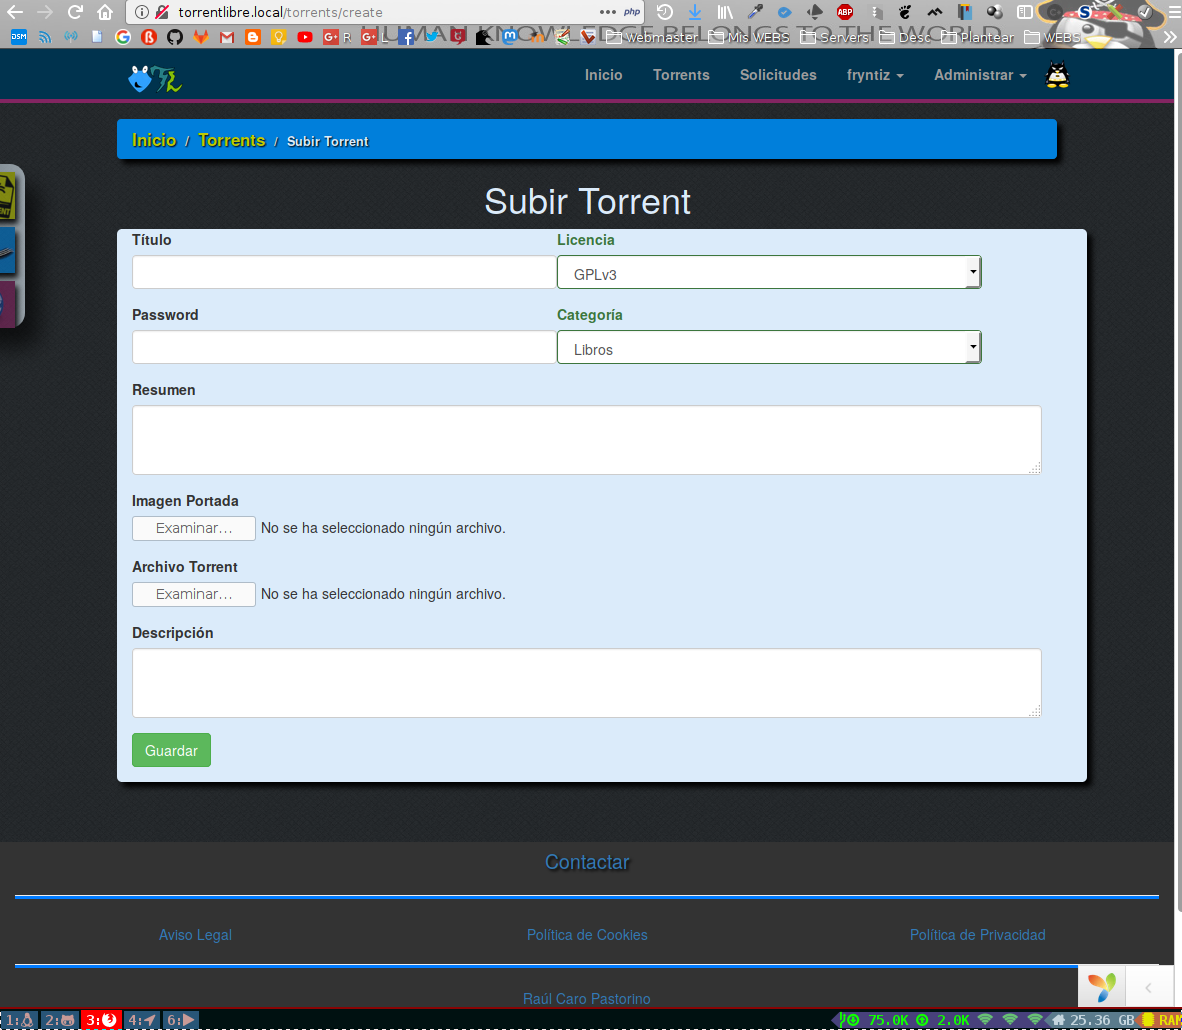 torrentlibre.local/torrents/create
php
ABP
HUMAN KNOWLEDGE BELONGS TO THE WORLD
DSM
R
L
Webmaster
Mis WEBS
Servers
Desc
Plantear
WEBS
Inicio
Torrents
Solicitudes
fryntiz
Administrar
Inicio / Torrents / Subir Torrent
Subir Torrent
Título
Licencia
GPLv3
Password
Categoría
Libros
Resumen
Imagen Portada
Examinar… No se ha seleccionado ningún archivo.
Archivo Torrent
Examinar… No se ha seleccionado ningún archivo.
Descripción
Guardar
Contactar
Aviso Legal
Política de Cookies
Política de Privacidad
Raúl Caro Pastorino
1: 2: 3: 4: 6:
75.0K 2.0K 25.36 GB RAM